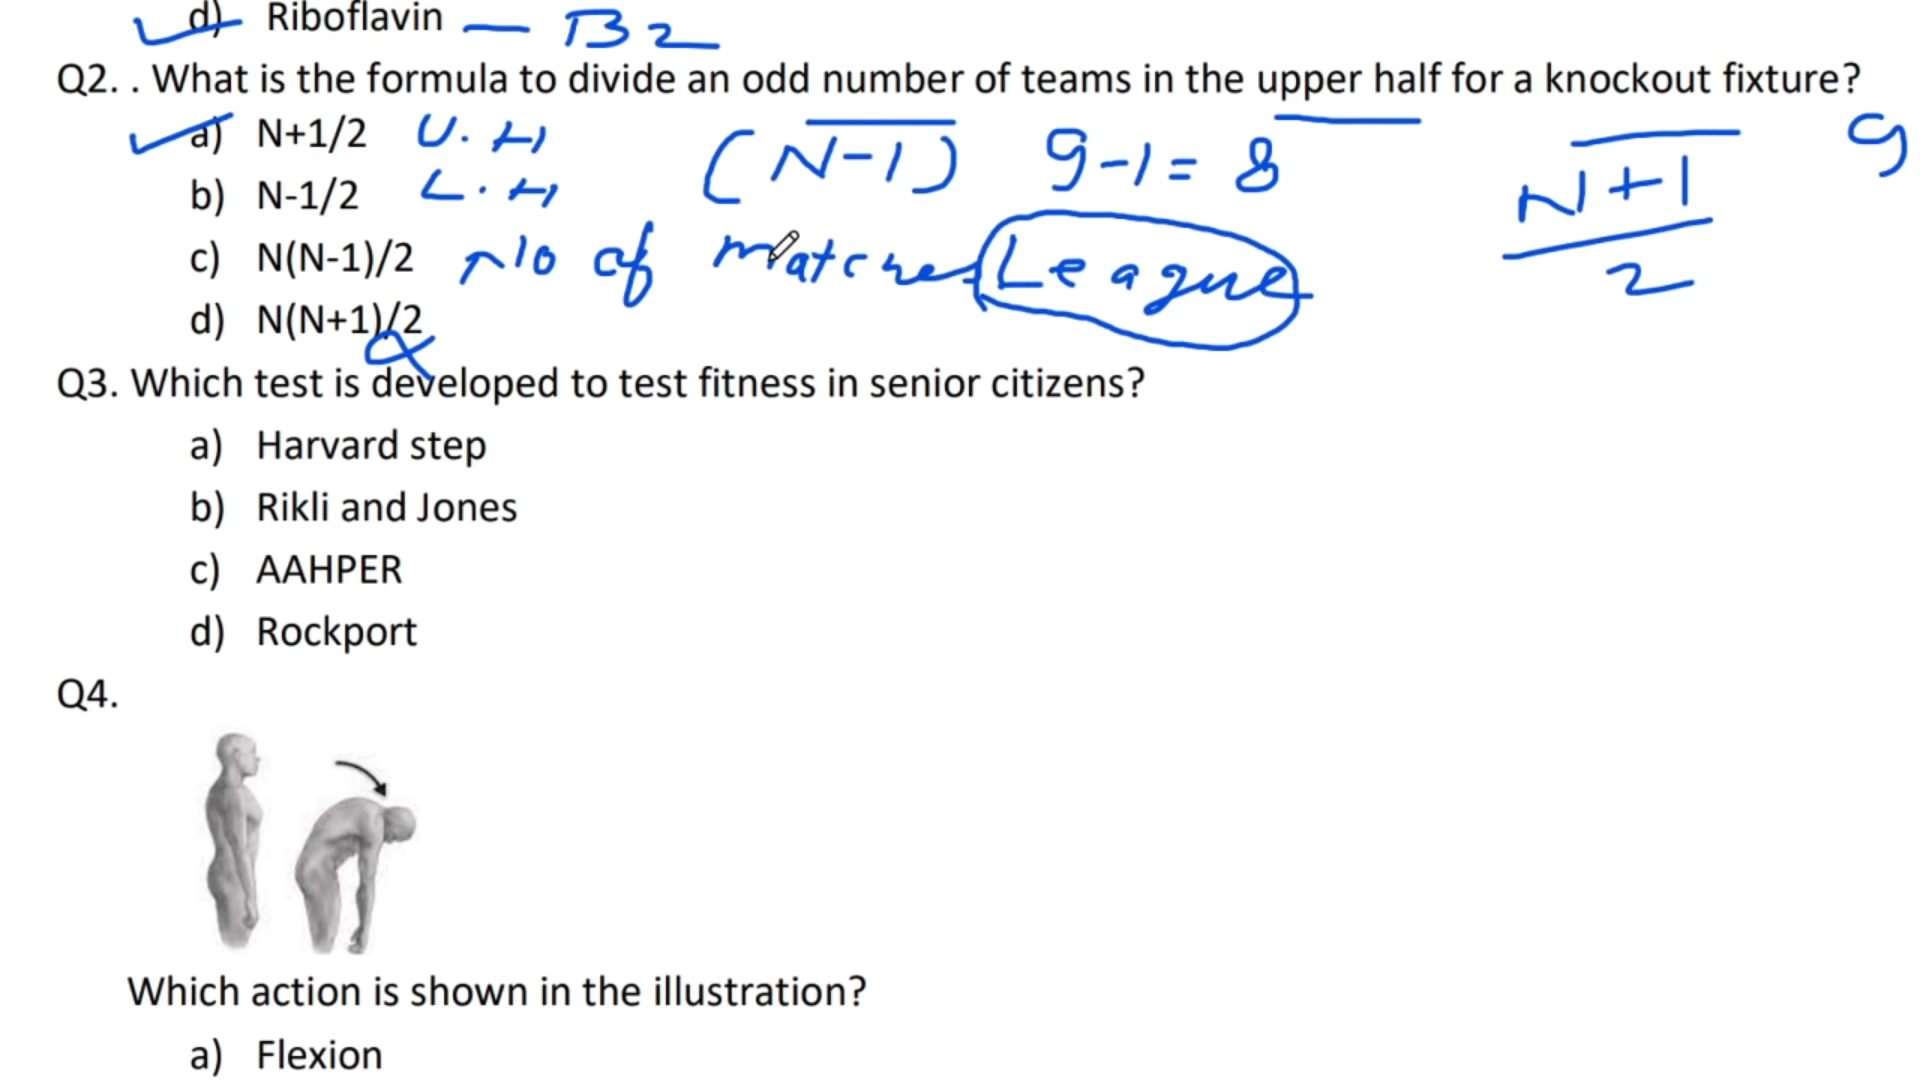 d) Riboflavin — B2
Q2. . What is the formula to divide an odd number of teams in the upper half for a knockout fixture?
a) N+1/2 U. H (N-1) 9-1= 8 N+1/2 9
b) N-1/2 L. H
c) N(N-1)/2 No of Matches League
d) N(N+1)/2
Q3. Which test is developed to test fitness in senior citizens?
a) Harvard step
b) Rikli and Jones
c) AAHPER
d) Rockport
Q4.
Which action is shown in the illustration?
a) Flexion